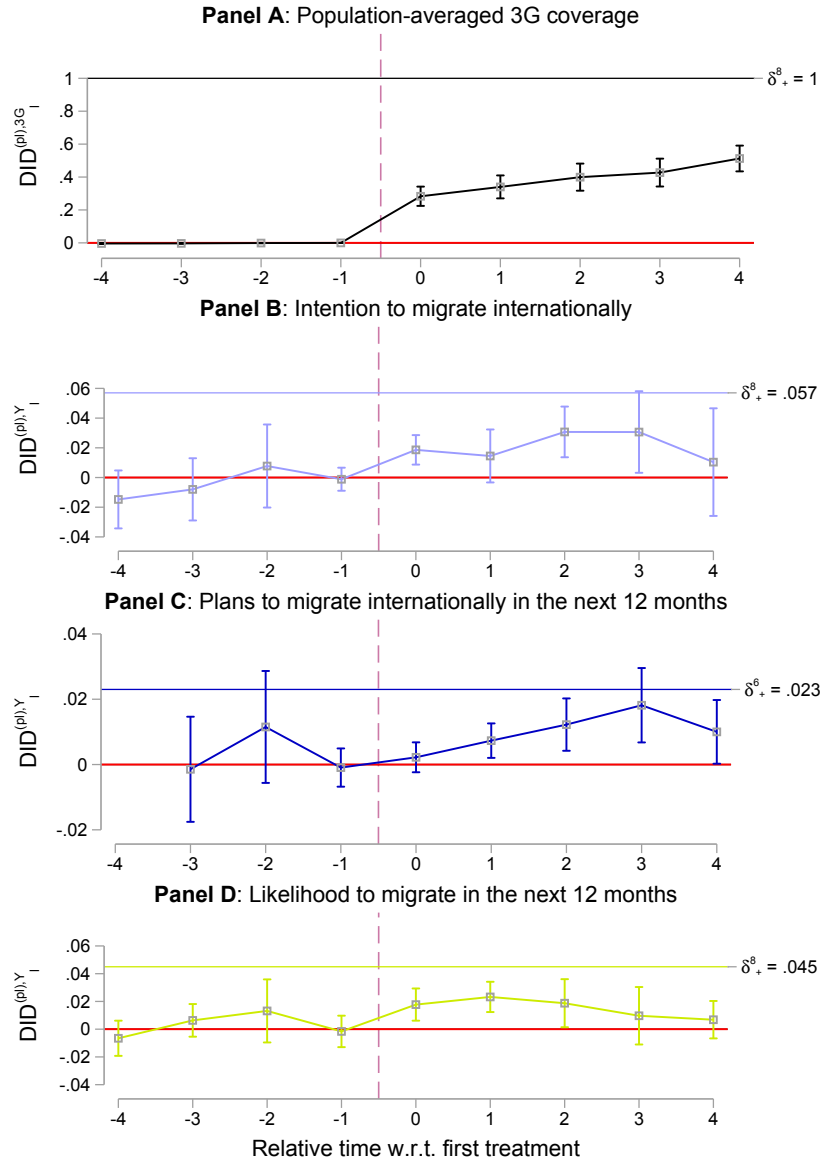 Panel A: Population-averaged 3G coverage
DID(pl),3G l
1
.8
.6
.4
.2
0
δ8+ = 1
-4 -3 -2 -1 0 1 2 3 4
Panel B: Intention to migrate internationally
DID(pl),Y l
.06
.04
.02
0
-.02
-.04
δ8+ = .057
-4 -3 -2 -1 0 1 2 3 4
Panel C: Plans to migrate internationally in the next 12 months
DID(pl),Y l
.04
.02
0
-.02
δ6+ = .023
-4 -3 -2 -1 0 1 2 3 4
Panel D: Likelihood to migrate in the next 12 months
DID(pl),Y l
.06
.04
.02
0
-.02
-.04
δ8+ = .045
-4 -3 -2 -1 0 1 2 3 4
Relative time w.r.t. first treatment